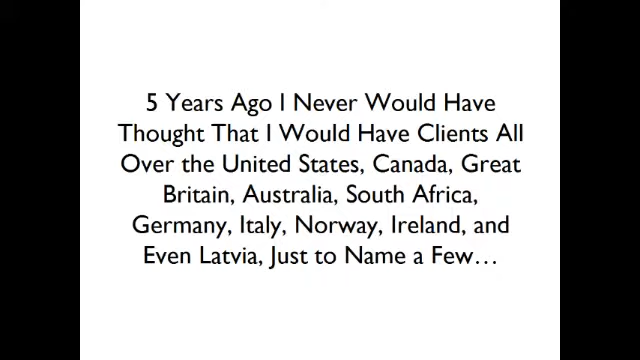 5 Years Ago I Never Would Have
Thought That I Would Have Clients All
Over the United States, Canada, Great
Britain, Australia, South Africa,
Germany, Italy, Norway, Ireland, and
Even Latvia, Just to Name a Few…